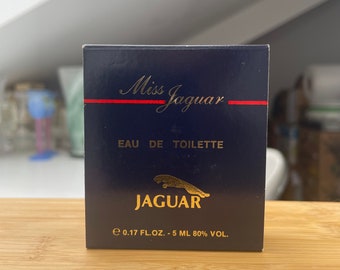 Miss Jaguar
EAU DE TOILETTE
JAGUAR
℮ 0.17 FL.OZ. - 5 ML 80% VOL.